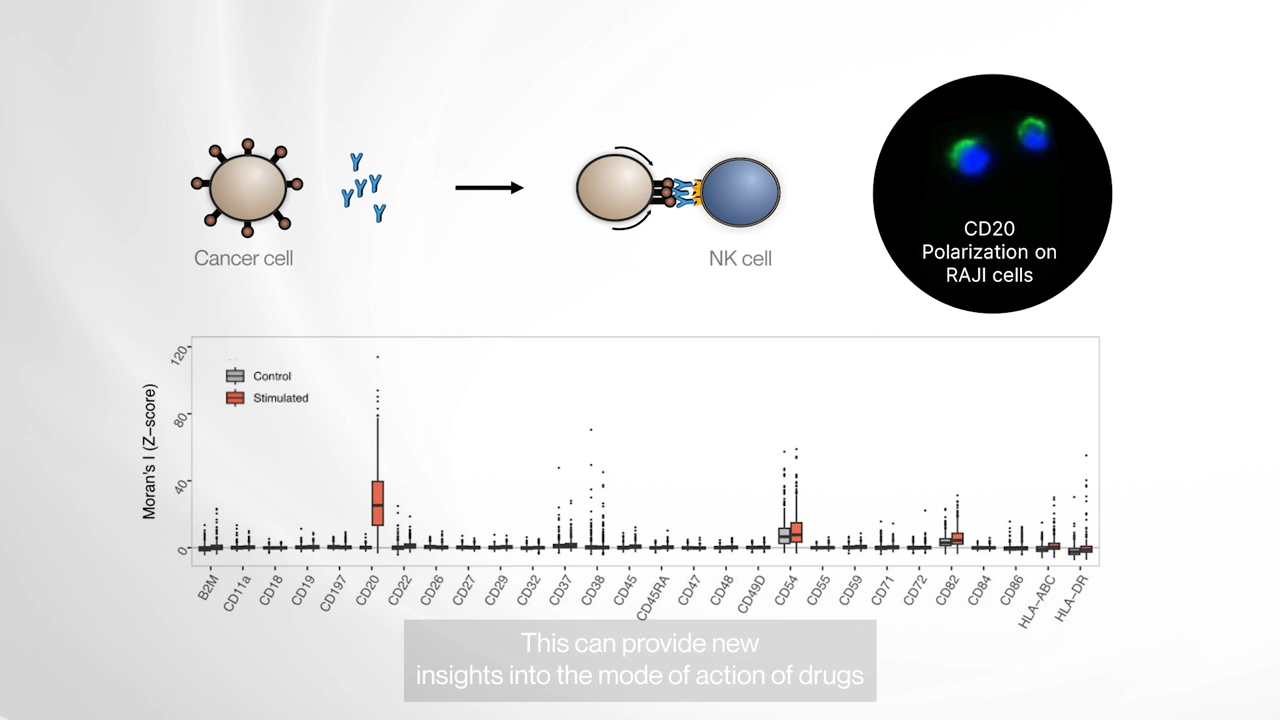 CD20
Polarization on
RAJI cells
Cancer cell
NK cell
Moran's I (Z-score)
120
80
40
0
Control
Stimulated
B2M
CD11a
CD18
CD19
CD197
CD20
CD22
CD26
CD27
CD29
CD32
CD37
CD38
CD45
CD45RA
CD47
CD48
CD49D
CD54
CD55
CD59
CD71
CD72
CD82
CD84
CD86
HLA-ABC
HLA-DR
This can provide new
insights into the mode of action of drugs